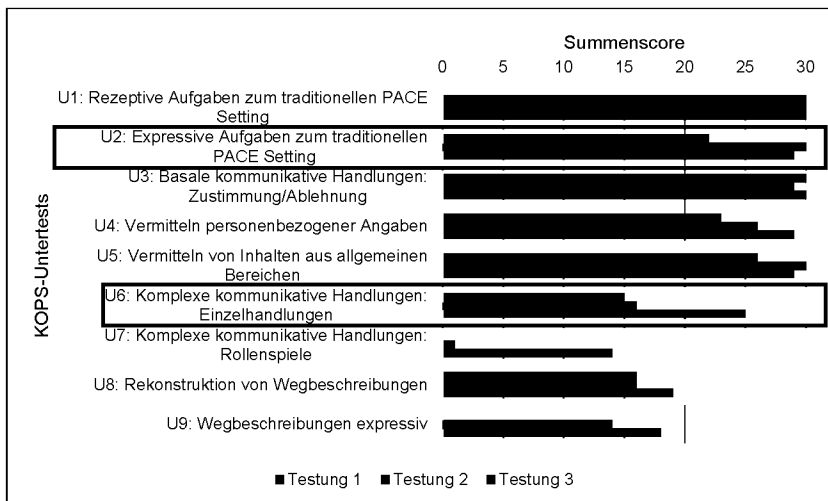 Summenscore
0 5 10 15 20 25 30
KOPS-Untertests
U1: Rezeptive Aufgaben zum traditionellen PACE
Setting
U2: Expressive Aufgaben zum traditionellen
PACE Setting
U3: Basale kommunikative Handlungen:
Zustimmung/Ablehnung
U4: Vermitteln personenbezogener Angaben
U5: Vermitteln von Inhalten aus allgemeinen
Bereichen
U6: Komplexe kommunikative Handlungen:
Einzelhandlungen
U7: Komplexe kommunikative Handlungen:
Rollenspiele
U8: Rekonstruktion von Wegbeschreibungen
U9: Wegbeschreibungen expressiv
Testung 1 Testung 2 Testung 3